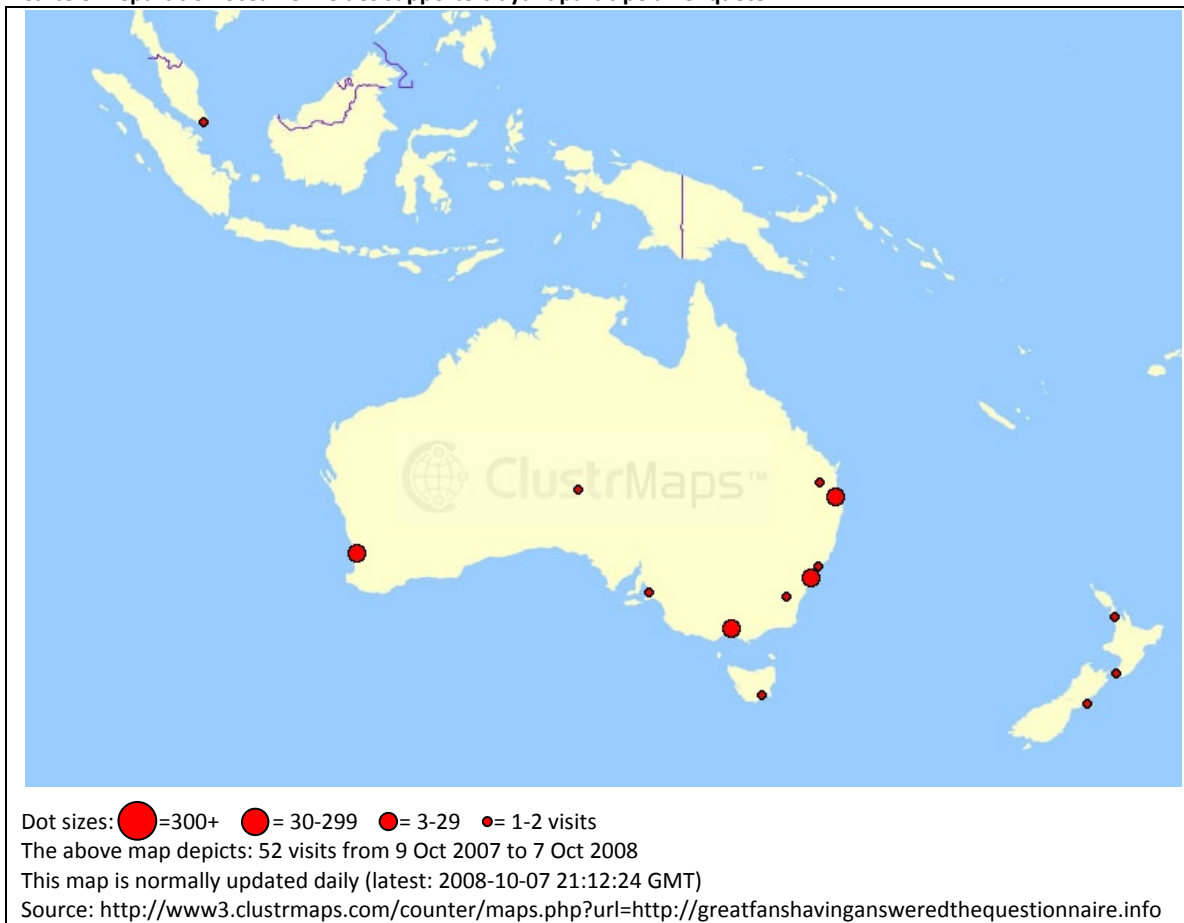 ClustrMaps™
Dot sizes: =300+ = 30-299 = 3-29 = 1-2 visits
The above map depicts: 52 visits from 9 Oct 2007 to 7 Oct 2008
This map is normally updated daily (latest: 2008-10-07 21:12:24 GMT)
Source: http://www3.clustrmaps.com/counter/maps.php?url=http://greatfanshavingansweredthequestionnaire.info